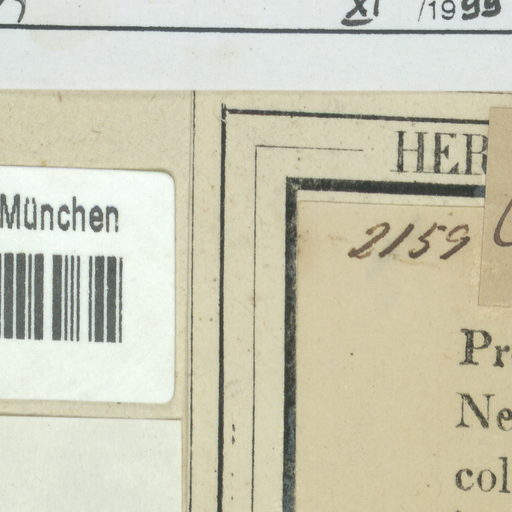 XI /1999
HER
München
2159
Pr
Ne
col